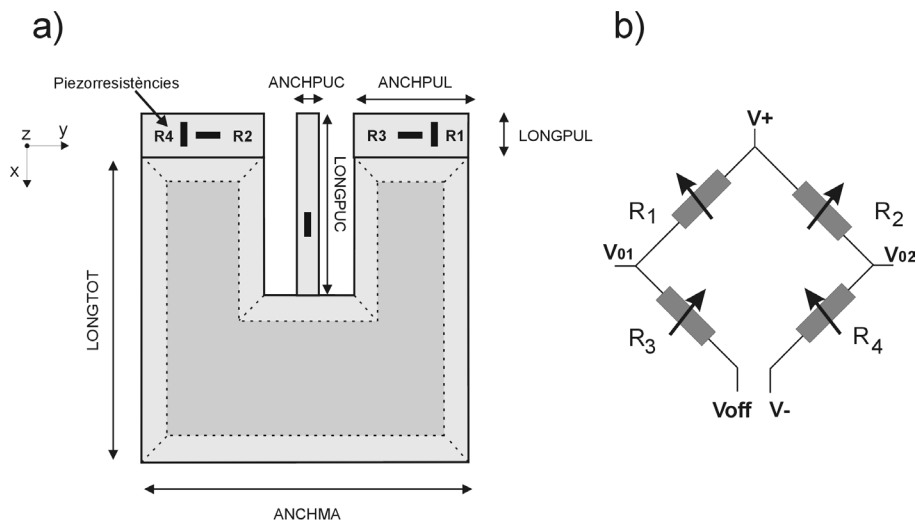 a)
b)
Piezorresistències
ANCHPUC
ANCHPUL
z
y
x
R4
R2
R3
R1
LONGPUL
LONGPUC
LONGTOT
ANCHMA
V+
R1
R2
V01
V02
R3
R4
Voff
V-